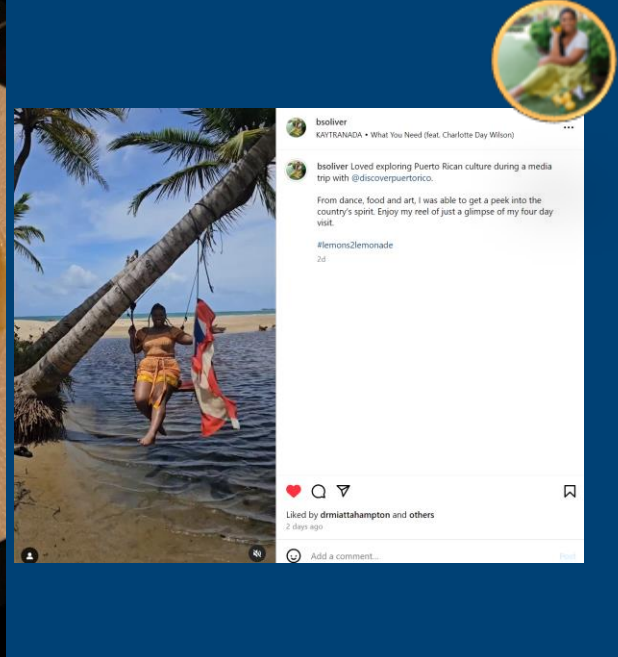 bsoliver
KAYTRANADA • What You Need (feat. Charlotte Day Wilson)
bsoliver Loved exploring Puerto Rican culture during a media
trip with @discoverpuertorico.
From dance, food and art, I was able to get a peek into the
country's spirit. Enjoy my reel of just a glimpse of my four day
visit.
#lemons2lemonade
2d
Liked by drmiattahampton and others
2 days ago
Add a comment...
Post